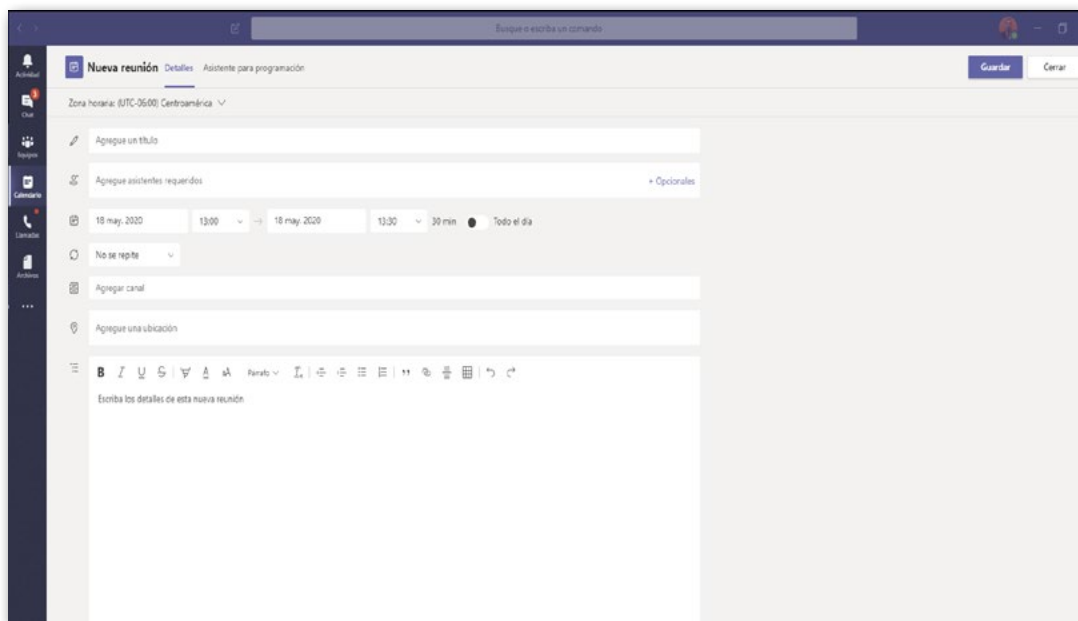 Busque o escriba un comando
Actividad
Chat
3
Equipos
Calendario
Llamadas
Archivos
Nueva reunión Detalles Asistente para programación
Guardar Cerrar
Zona horaria: (UTC-06:00) Centroamérica
Agregue un título
Agregue asistentes requeridos + Opcionales
18 may. 2020 13:00 → 18 may. 2020 13:30 30 min Todo el día
No se repite
Agregar canal
Agregue una ubicación
B I U S A A AA Párrafo
Escriba los detalles de esta nueva reunión